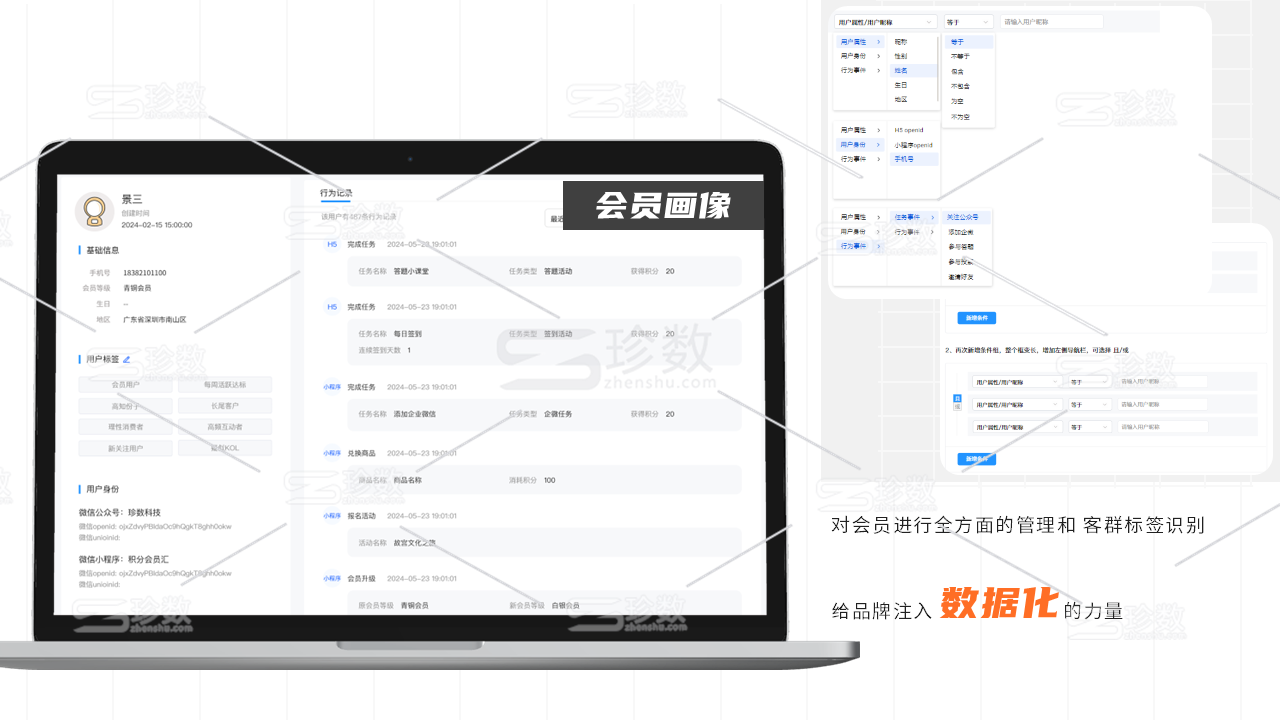 会员画像
景三
创建时间
2024-02-15 15:00:00
基础信息
手机号 18382101100
会员等级 青铜会员
生日 --
地区 广东省深圳市南山区
用户标签
会员用户 每周活跃达标
高知份子 长尾客户
理性消费者 高频互动者
新关注用户
用户身份
微信公众号：珍数科技
微信openid: ojxZdvyPBIdaOc9hQgkT8ghh0okw
微信unioinid:
微信小程序：积分会员汇
微信openid: ojxZdvyPBIdaOc9hQgkT8ghh0okw
微信unioinid:
行为记录
最近
H5 完成任务 2024-05-23 19:01:01
任务名称 答题小课堂 任务类型 答题活动 获得积分 20
H5 完成任务 2024-05-23 19:01:01
任务名称 每日签到 任务类型 签到活动 获得积分 20
连续签到天数 1
小程序 完成任务 2024-05-23 19:01:01
任务名称 添加企业微信 任务类型 企微任务 获得积分 20
小程序 兑换商品 2024-05-23 19:01:01
商品名称 商品名称 消耗积分 100
小程序 报名活动 2024-05-23 19:01:01
活动名称 故宫文化之旅
小程序 会员升级 2024-05-23 19:01:01
原会员等级 青铜会员 新会员等级 白银会员
用户属性/用户昵称 等于 请输入用户昵称
用户属性 昵称 等于
用户身份 性别 不等于
行为事件 姓名 包含
生日 不包含
地区 为空
不为空
用户属性 H5 openid
用户身份 小程序openid
行为事件 手机号
用户属性 任务事件 关注公众号
用户身份 行为事件 添加企微
行为事件 参与答题
参与投票
邀请好友
新增条件
2、再次新增条件组，整个框变长，增加左侧导航栏，可选择 且/或
用户属性/用户昵称 等于 请输入用户昵称
且 用户属性/用户昵称 等于 请输入用户昵称
或
用户属性/用户昵称 等于 请输入用户昵称
新增条件
对会员进行全方面的管理和 客群标签识别
给品牌注入 数据化 的力量
珍数
zhenshu.com